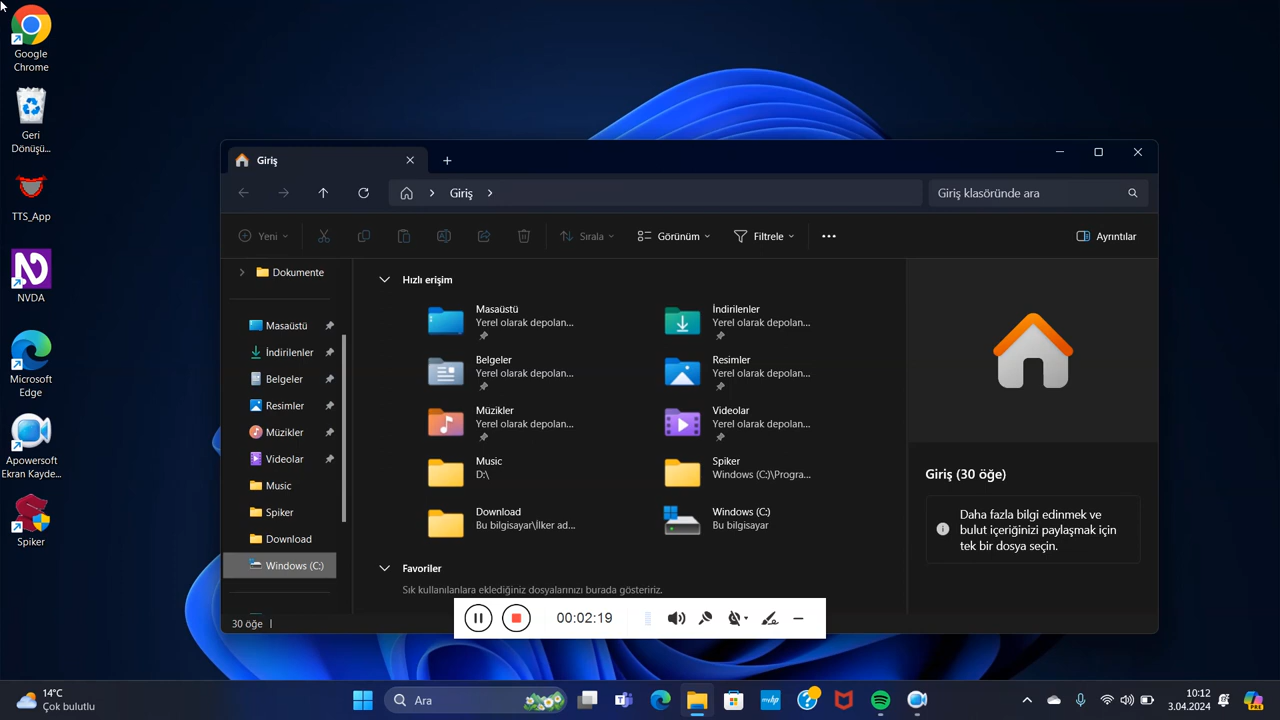 Google
Chrome
Geri
Dönüşü...
TTS_App
NVDA
Microsoft
Edge
Apowersoft
Ekran Kayde...
Spiker
Giriş
Giriş
Giriş klasöründe ara
Yeni
Sırala
Görünüm
Filtrele
Ayrıntılar
Dokumente
Masaüstü
İndirilenler
Belgeler
Resimler
Müzikler
Videolar
Music
Spiker
Download
Windows (C:)
Hızlı erişim
Masaüstü
Yerel olarak depolan...
İndirilenler
Yerel olarak depolan...
Belgeler
Yerel olarak depolan...
Resimler
Yerel olarak depolan...
Müzikler
Yerel olarak depolan...
Videolar
Yerel olarak depolan...
Music
D:\
Spiker
Windows (C:)\Progra...
Download
Bu bilgisayar\İlker ad...
Windows (C:)
Bu bilgisayar
Favoriler
Sık kullanılanlara eklediğiniz dosyalarınızı burada gösteririz.
Giriş (30 öğe)
Daha fazla bilgi edinmek ve
bulut içeriğinizi paylaşmak için
tek bir dosya seçin.
30 öğe
00:02:19
14°C
Çok bulutlu
Ara
myhp
10:12
3.04.2024
PRE